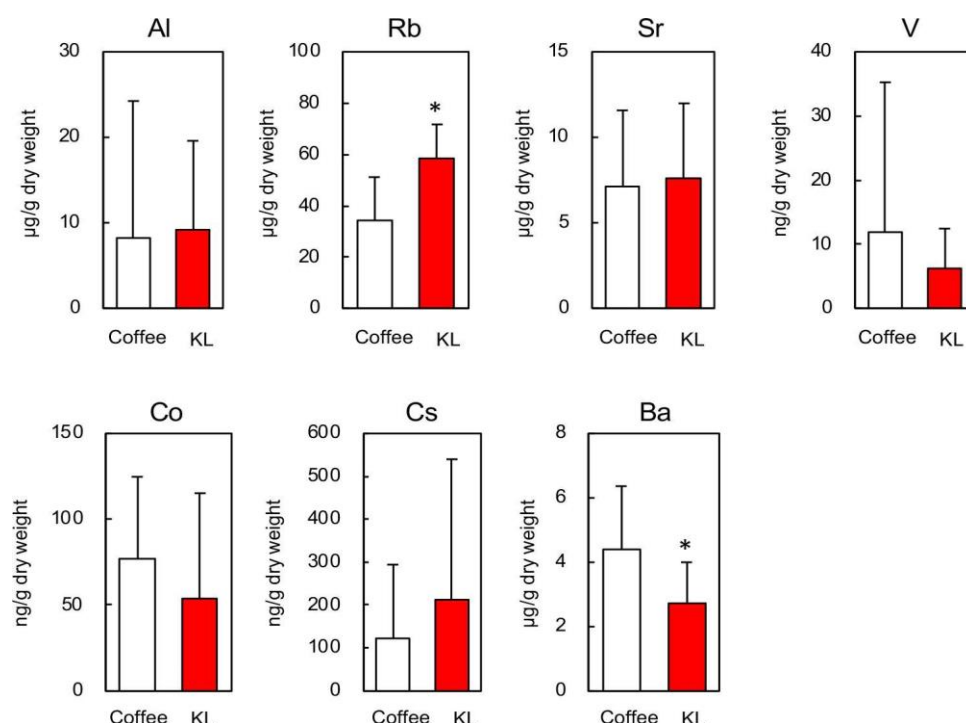 Al
30
20
10
0
µg/g dry weight
Coffee KL
Rb
100
80
60
40
20
0
µg/g dry weight
*
Coffee KL
Sr
15
10
5
0
µg/g dry weight
Coffee KL
V
40
30
20
10
0
ng/g dry weight
Coffee KL
Co
150
100
50
0
ng/g dry weight
Coffee KL
Cs
600
500
400
300
200
100
0
ng/g dry weight
Coffee KL
Ba
8
6
4
2
0
µg/g dry weight
*
Coffee KL